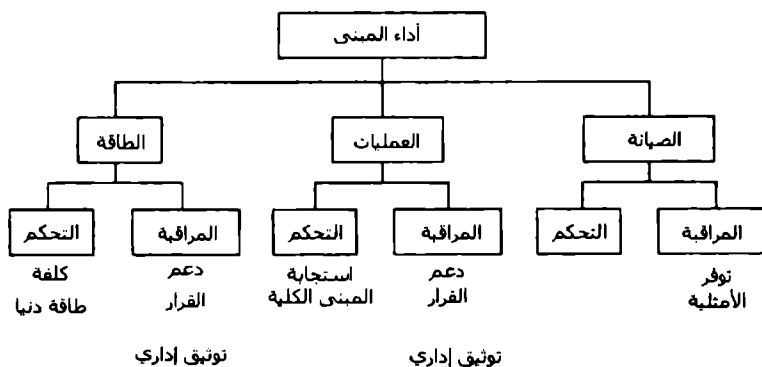 أداء المبنى
الصيانة
العمليات
الطاقة
المراقبة
التحكم
المراقبة
التحكم
المراقبة
التحكم
توفر
الأمثلية
دعم
القرار
استجابة
المبنى الكلية
دعم
القرار
كلفة
طاقة دنيا
توثيق إداري
توثيق إداري